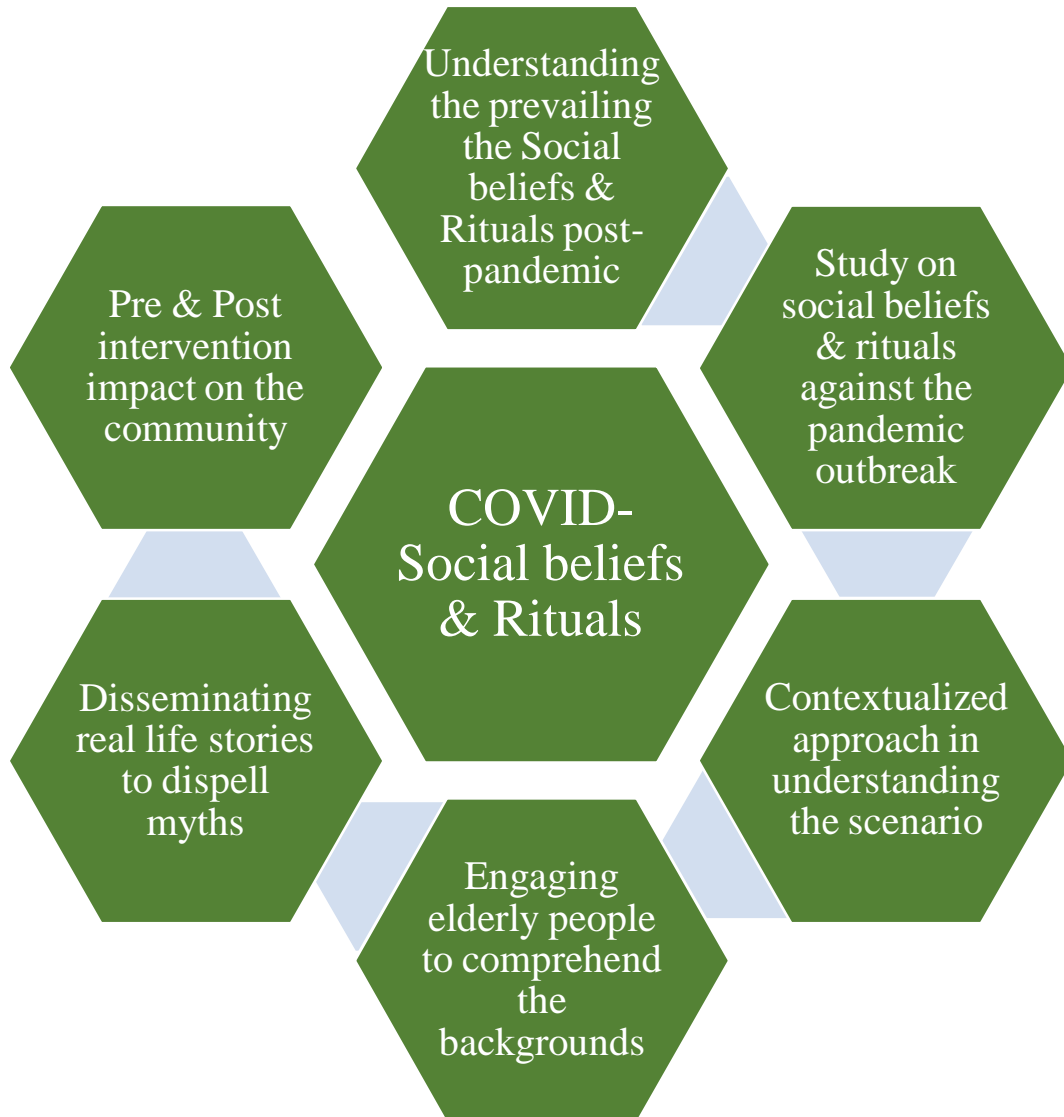 Understanding
the prevailing
the Social
beliefs &
Rituals post-
pandemic
Study on
social beliefs
& rituals
against the
pandemic
outbreak
Contextualized
approach in
understanding
the scenario
Engaging
elderly people
to comprehend
the
backgrounds
Disseminating
real life stories
to dispell
myths
Pre & Post
intervention
impact on the
community
COVID-
Social beliefs
& Rituals